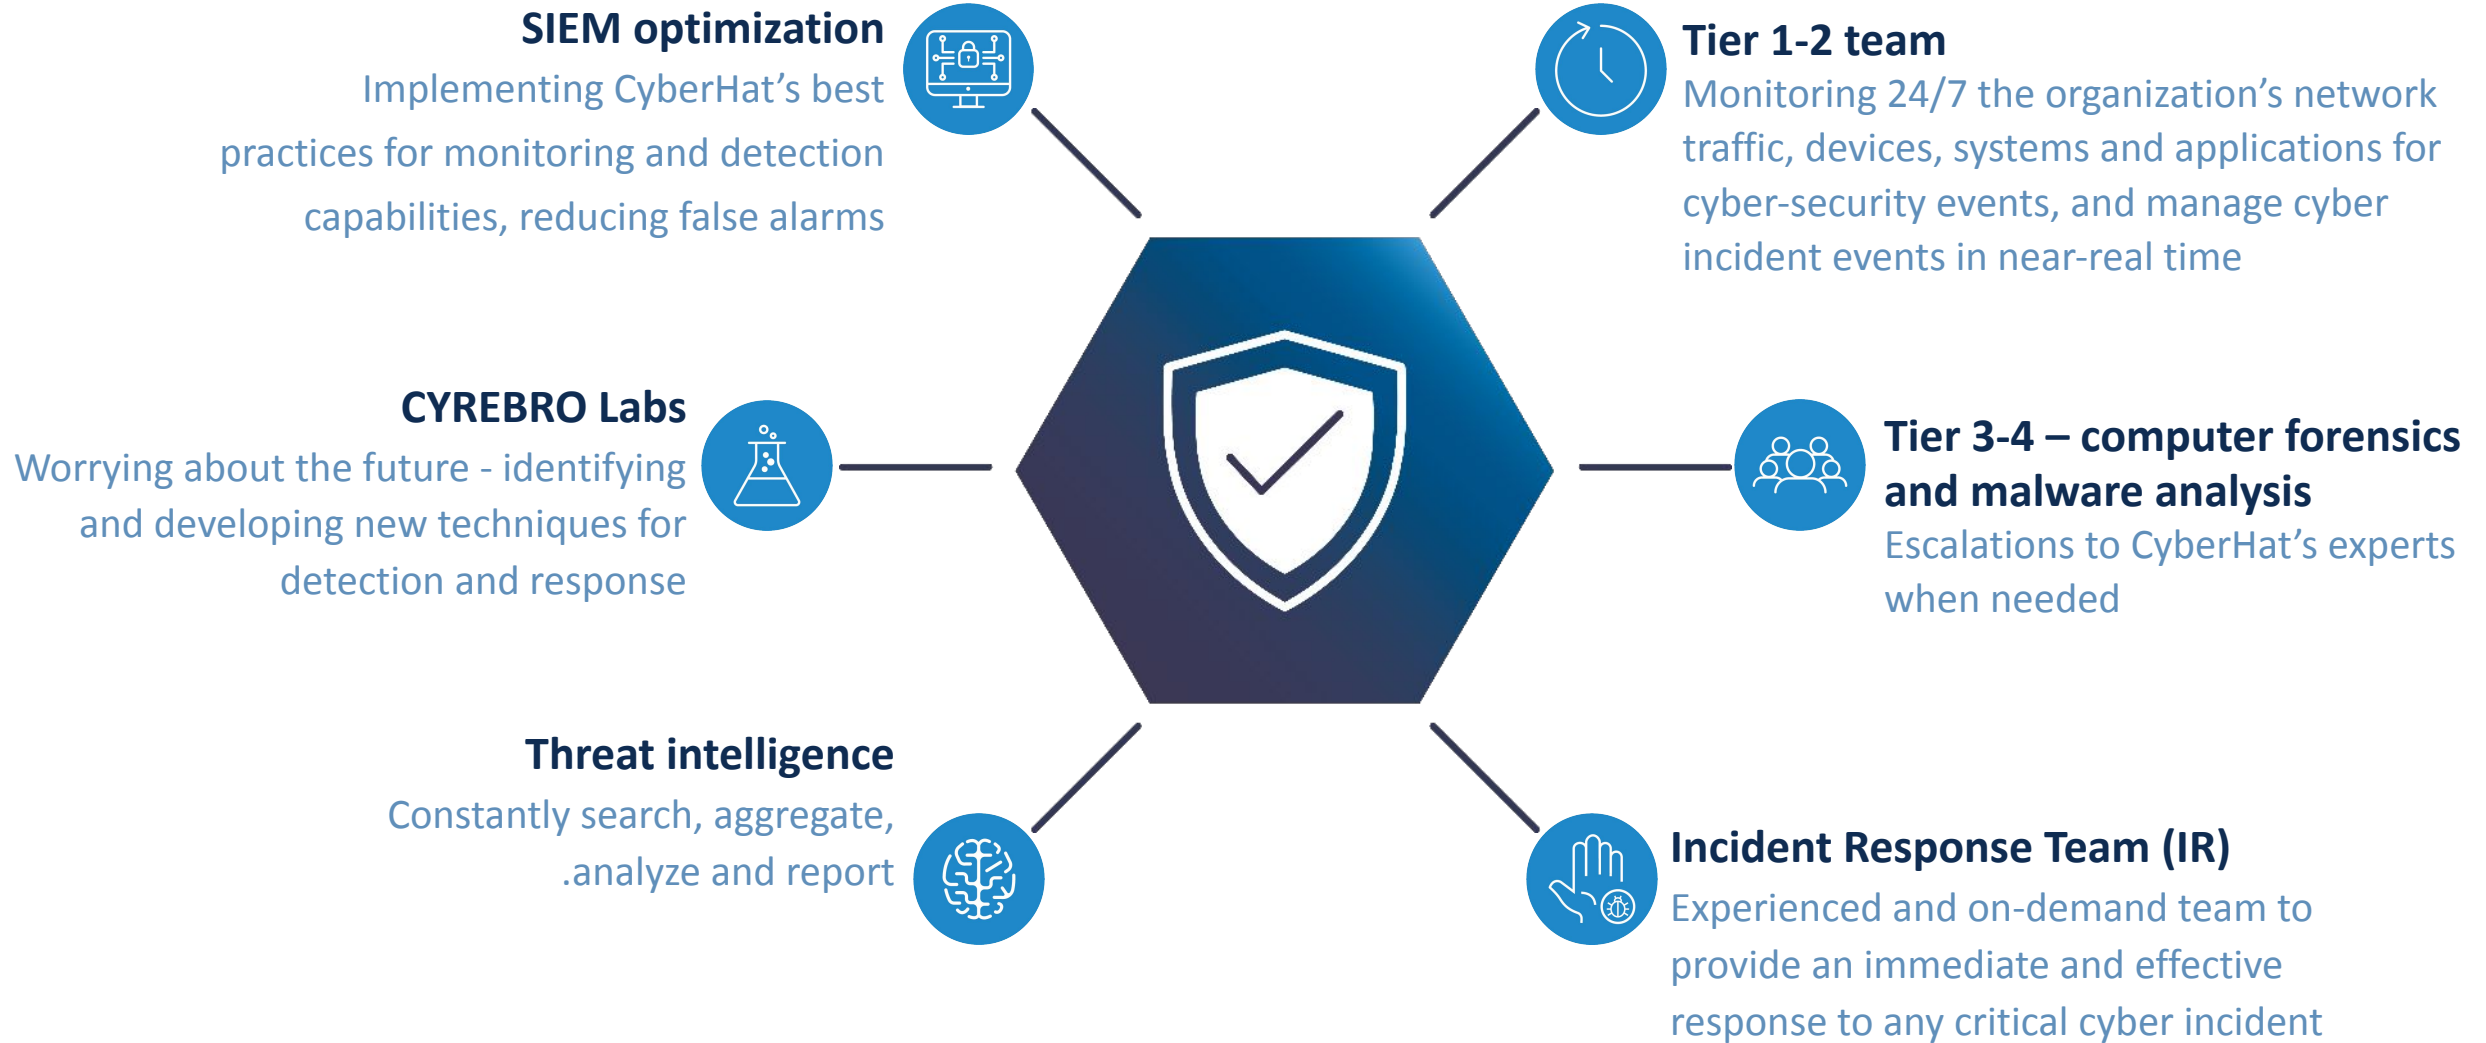 SIEM optimization
Implementing CyberHat’s best
practices for monitoring and detection
capabilities, reducing false alarms
Tier 1-2 team
Monitoring 24/7 the organization’s network
traffic, devices, systems and applications for
cyber-security events, and manage cyber
incident events in near-real time
CYREBRO Labs
Worrying about the future - identifying
and developing new techniques for
detection and response
Tier 3-4 – computer forensics
and malware analysis
Escalations to CyberHat’s experts
when needed
Threat intelligence
Constantly search, aggregate,
.analyze and report
Incident Response Team (IR)
Experienced and on-demand team to
provide an immediate and effective
response to any critical cyber incident